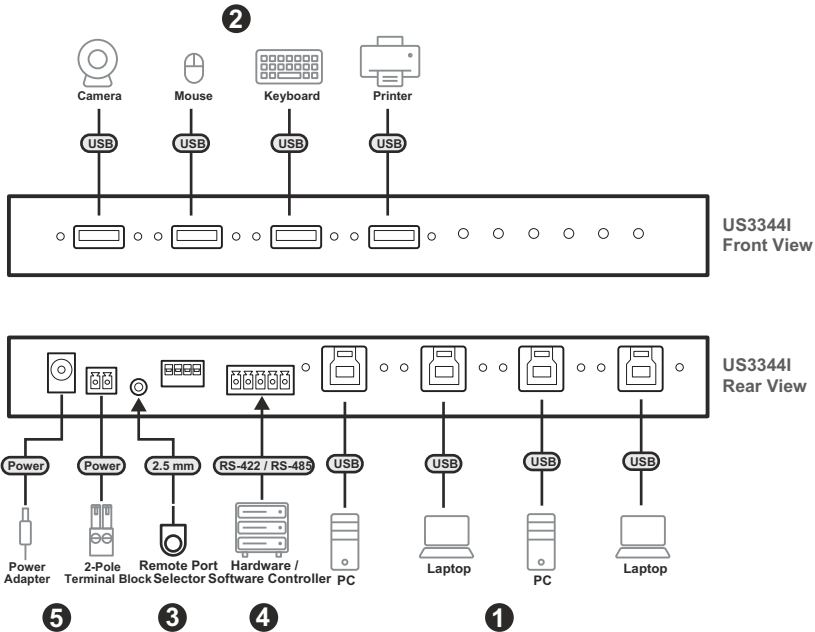 2
Camera
Mouse
Keyboard
Printer
USB
USB
USB
USB
US3344I
Front View
US3344I
Rear View
Power
Power
2.5 mm
RS-422 / RS-485
USB
USB
USB
USB
Power
Adapter
2-Pole
Terminal Block
Remote Port
Selector
Hardware /
Software Controller
PC
Laptop
PC
Laptop
5
3
4
1